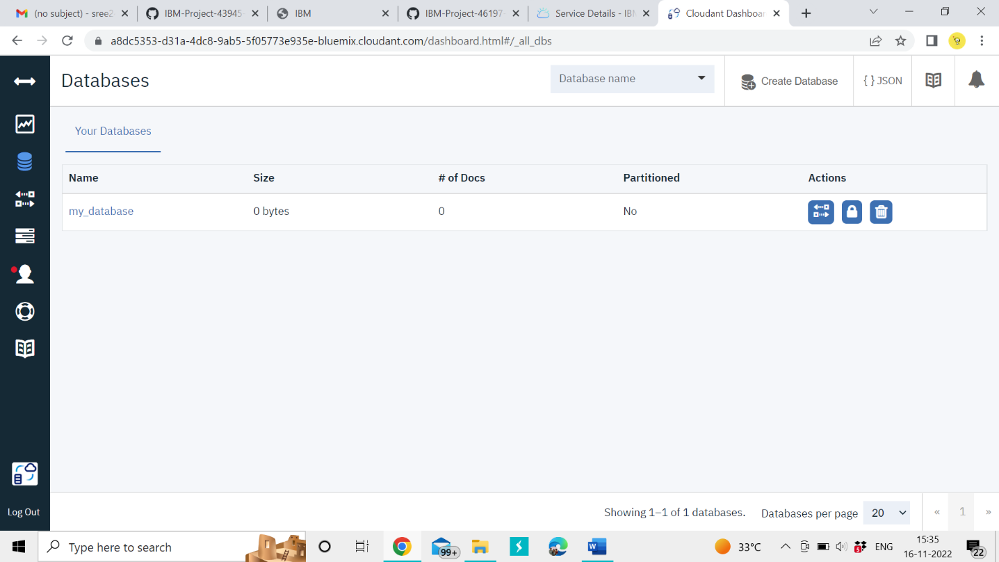 (no subject) - sree2
IBM-Project-43945-
IBM
IBM-Project-46197-
Service Details - IBM
Cloudant Dashboar
a8dc5353-d31a-4dc8-9ab5-5f05773e935e-bluemix.cloudant.com/dashboard.html#/_all_dbs
Databases
Database name
Create Database
{ } JSON
Your Databases
Name Size # of Docs Partitioned Actions
my_database 0 bytes 0 No
Log Out
Showing 1–1 of 1 databases.
Databases per page 20
« 1 »
Type here to search
99+
33°C
5
ENG
15:35
16-11-2022
22